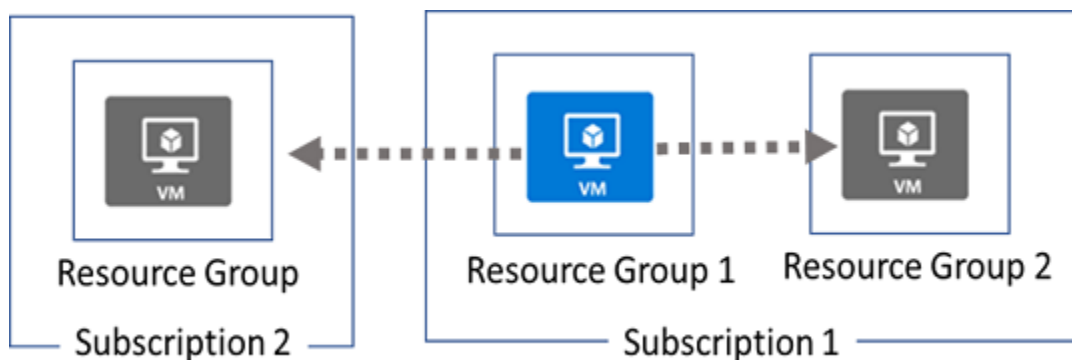 VM
Resource Group
Subscription 2
VM
Resource Group 1
VM
Resource Group 2
Subscription 1